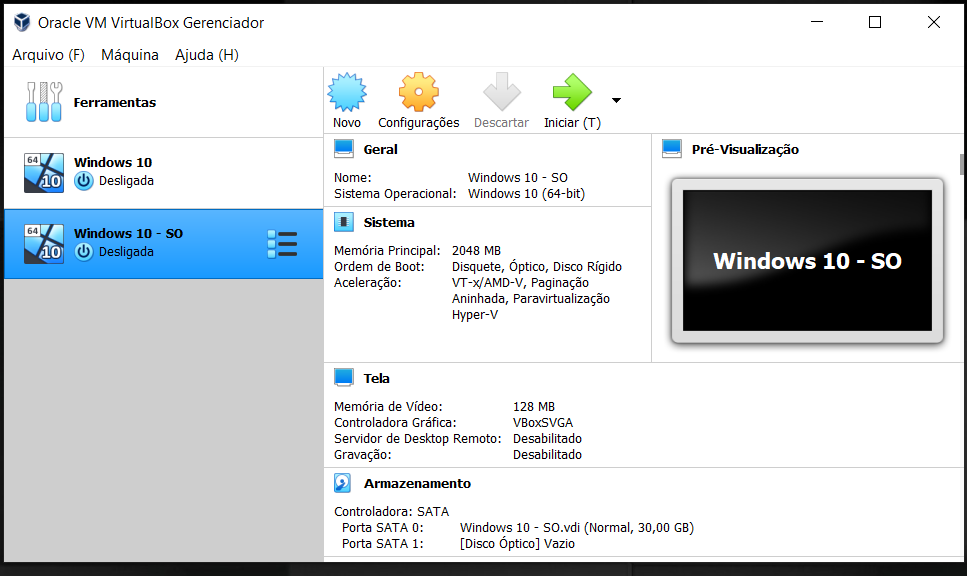 Oracle VM VirtualBox Gerenciador
Arquivo (F) Máquina Ajuda (H)
Ferramentas
64
10
Windows 10
Desligada
64
10
Windows 10 - SO
Desligada
Novo Configurações Descartar Iniciar (T)
Geral
Nome: Windows 10 - SO
Sistema Operacional: Windows 10 (64-bit)
Sistema
Memória Principal: 2048 MB
Ordem de Boot: Disquete, Óptico, Disco Rígido
Aceleração: VT-x/AMD-V, Paginação
Aninhada, Paravirtualização
Hyper-V
Pré-Visualização
Windows 10 - SO
Tela
Memória de Vídeo: 128 MB
Controladora Gráfica: VBoxSVGA
Servidor de Desktop Remoto: Desabilitado
Gravação: Desabilitado
Armazenamento
Controladora: SATA
Porta SATA 0: Windows 10 - SO.vdi (Normal, 30,00 GB)
Porta SATA 1: [Disco Óptico] Vazio